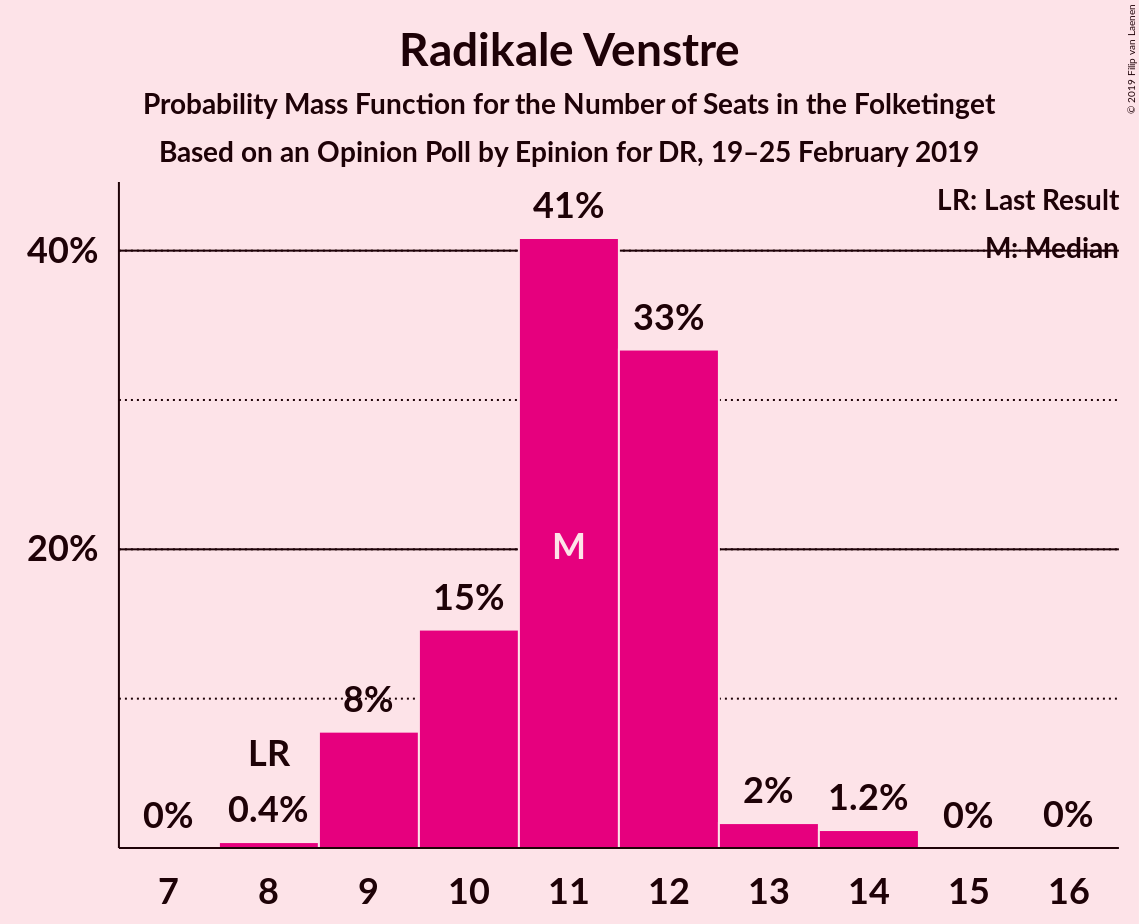 Radikale Venstre
Probability Mass Function for the Number of Seats in the Folketinget
Based on an Opinion Poll by Epinion for DR, 19–25 February 2019
© 2019 Filip van Laenen
LR: Last Result
M: Median
40%
20%
0%
LR
0.4%
8%
15%
41%
M
33%
2%
1.2%
0%
0%
7 8 9 10 11 12 13 14 15 16